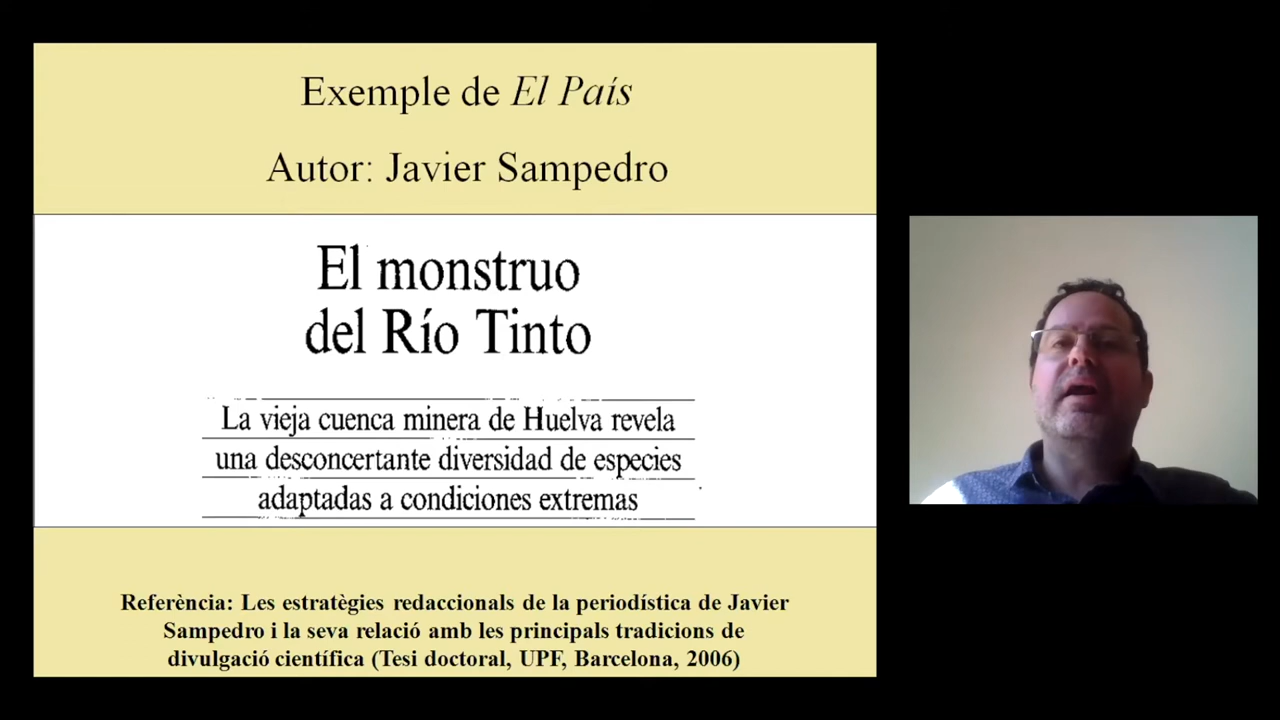 Exemple de El País
Autor: Javier Sampedro
El monstruo
del Río Tinto
La vieja cuenca minera de Huelva revela
una desconcertante diversidad de especies
adaptadas a condiciones extremas
Referència: Les estratègies redaccionals de la periodística de Javier
Sampedro i la seva relació amb les principals tradicions de
divulgació científica (Tesi doctoral, UPF, Barcelona, 2006)